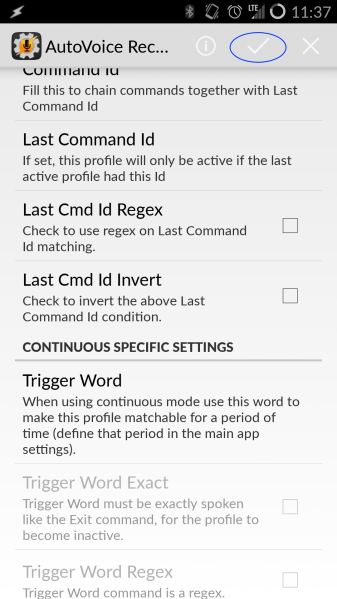 LTE 11:37
AutoVoice Rec...
Command Id
Fill this to chain commands together with Last
Command Id
Last Command Id
If set, this profile will only be active if the last
active profile had this Id
Last Cmd Id Regex
Check to use regex on Last Command
Id matching.
Last Cmd Id Invert
Check to invert the above Last
Command Id condition.
CONTINUOUS SPECIFIC SETTINGS
Trigger Word
When using continuous mode use this word to
make this profile matchable for a period of
time (define that period in the main app
settings).
Trigger Word Exact
Trigger Word must be exactly spoken
like the Exit command, for the profile to
become inactive.
Trigger Word Regex
Trigger Word command is a regex.